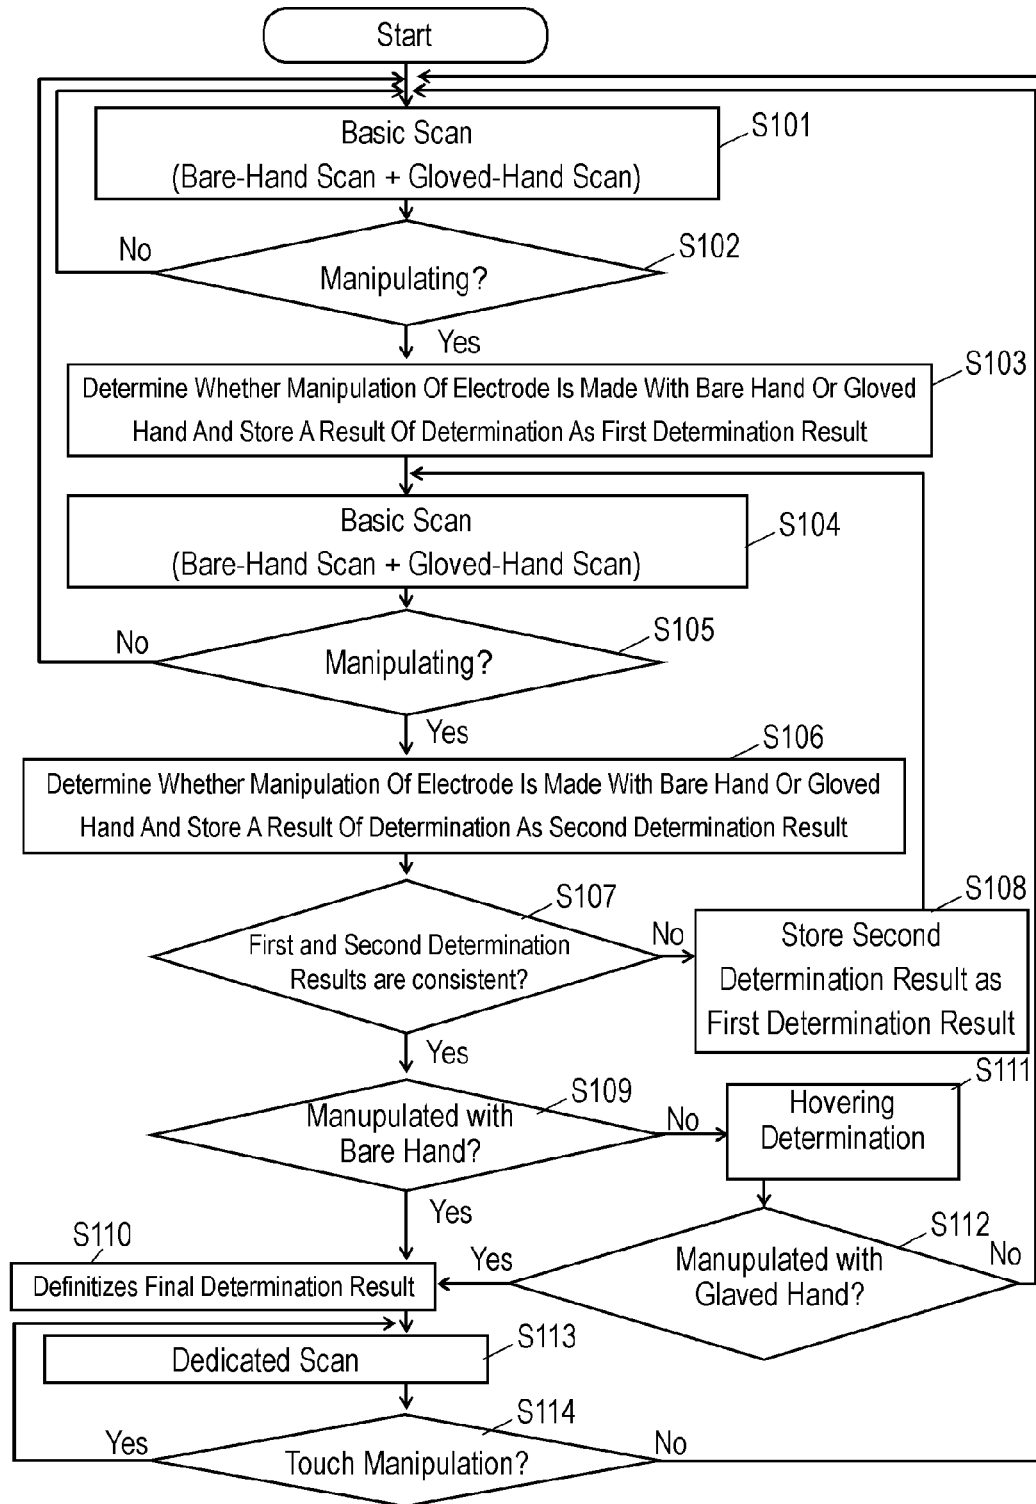 Start
Basic Scan
(Bare-Hand Scan + Gloved-Hand Scan)
S101
No
Manipulating?
S102
Yes
S103
Determine Whether Manipulation Of Electrode Is Made With Bare Hand Or Gloved
Hand And Store A Result Of Determination As First Determination Result
Basic Scan
(Bare-Hand Scan + Gloved-Hand Scan)
S104
No
Manipulating?
S105
Yes
S106
Determine Whether Manipulation Of Electrode Is Made With Bare Hand Or Gloved
Hand And Store A Result Of Determination As Second Determination Result
S107
First and Second Determination
Results are consistent?
No
S108
Store Second
Determination Result as
First Determination Result
Yes
S109
Manupulated with
Bare Hand?
No
S111
Hovering
Determination
Yes
S112
Manupulated with
Glaved Hand?
Yes
No
S110
Definitizes Final Determination Result
Dedicated Scan
S113
S114
Touch Manipulation?
Yes
No